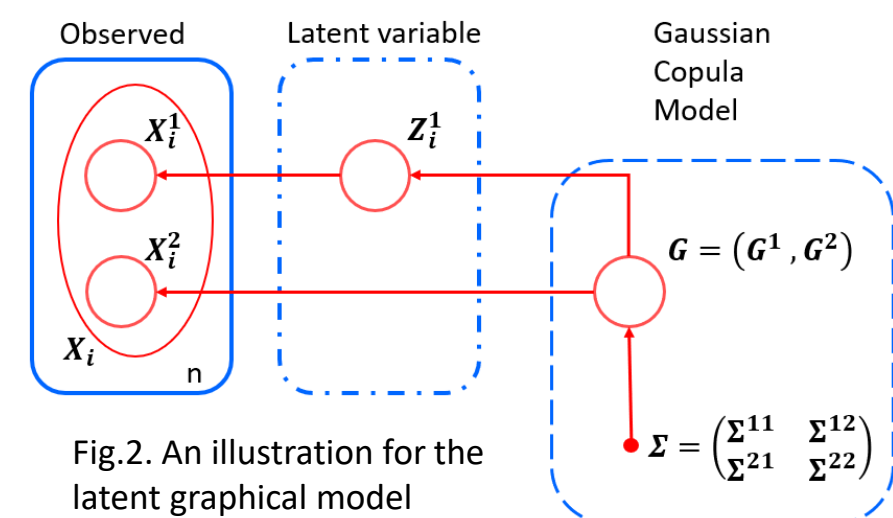 Observed
Latent variable
Gaussian
Copula
Model
X_i^1
Z_i^1
X_i^2
G = (G^1 , G^2)
X_i
n
Σ = (Σ^11 Σ^12
Σ^21 Σ^22)
Fig.2. An illustration for the
latent graphical model